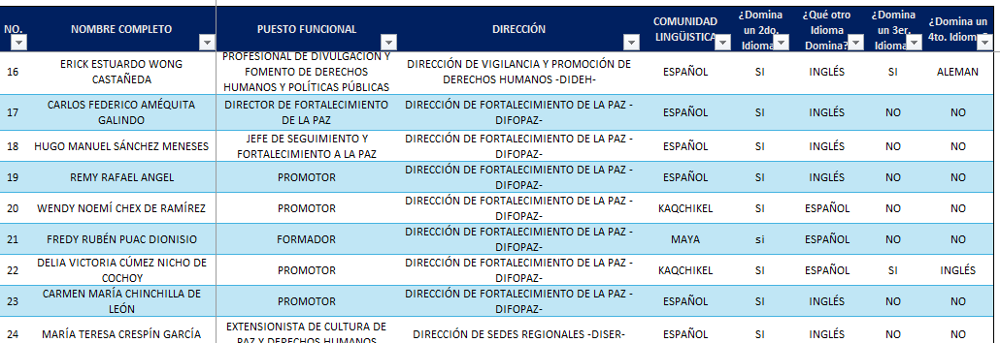 NO. NOMBRE COMPLETO PUESTO FUNCIONAL DIRECCIÓN COMUNIDAD LINGÜISTICA ¿Domina un 2do. Idioma ¿Qué otro Idioma Domina? ¿Domina un 3er. Idioma ¿Domina un 4to. Idioma
16 ERICK ESTUARDO WONG CASTAÑEDA PROFESIONAL DE DIVULGACIÓN Y FOMENTO DE DERECHOS HUMANOS Y POLÍTICAS PÚBLICAS DIRECCIÓN DE VIGILANCIA Y PROMOCIÓN DE DERECHOS HUMANOS -DIDEH- ESPAÑOL SI INGLÉS SI ALEMAN
17 CARLOS FEDERICO AMÉQUITA GALINDO DIRECTOR DE FORTALECIMIENTO DE LA PAZ DIRECCIÓN DE FORTALECIMIENTO DE LA PAZ -DIFOPAZ- ESPAÑOL SI INGLÉS NO NO
18 HUGO MANUEL SÁNCHEZ MENESES JEFE DE SEGUIMIENTO Y FORTALECIMIENTO A LA PAZ DIRECCIÓN DE FORTALECIMIENTO DE LA PAZ -DIFOPAZ- ESPAÑOL SI INGLÉS NO NO
19 REMY RAFAEL ANGEL PROMOTOR DIRECCIÓN DE FORTALECIMIENTO DE LA PAZ -DIFOPAZ- ESPAÑOL SI INGLÉS NO NO
20 WENDY NOEMÍ CHEX DE RAMÍREZ PROMOTOR DIRECCIÓN DE FORTALECIMIENTO DE LA PAZ -DIFOPAZ- KAQCHIKEL SI ESPAÑOL NO NO
21 FREDY RUBÉN PUAC DIONISIO FORMADOR DIRECCIÓN DE FORTALECIMIENTO DE LA PAZ -DIFOPAZ- MAYA si ESPAÑOL NO NO
22 DELIA VICTORIA CÚMEZ NICHO DE COCHOY PROMOTOR DIRECCIÓN DE FORTALECIMIENTO DE LA PAZ -DIFOPAZ- KAQCHIKEL SI ESPAÑOL SI INGLÉS
23 CARMEN MARÍA CHINCHILLA DE LEÓN PROMOTOR DIRECCIÓN DE FORTALECIMIENTO DE LA PAZ -DIFOPAZ- ESPAÑOL SI INGLÉS NO NO
24 MARÍA TERESA CRESPÍN GARCÍA EXTENSIONISTA DE CULTURA DE PAZ Y DERECHOS HUMANOS DIRECCIÓN DE SEDES REGIONALES -DISER- ESPAÑOL SI INGLÉS NO NO